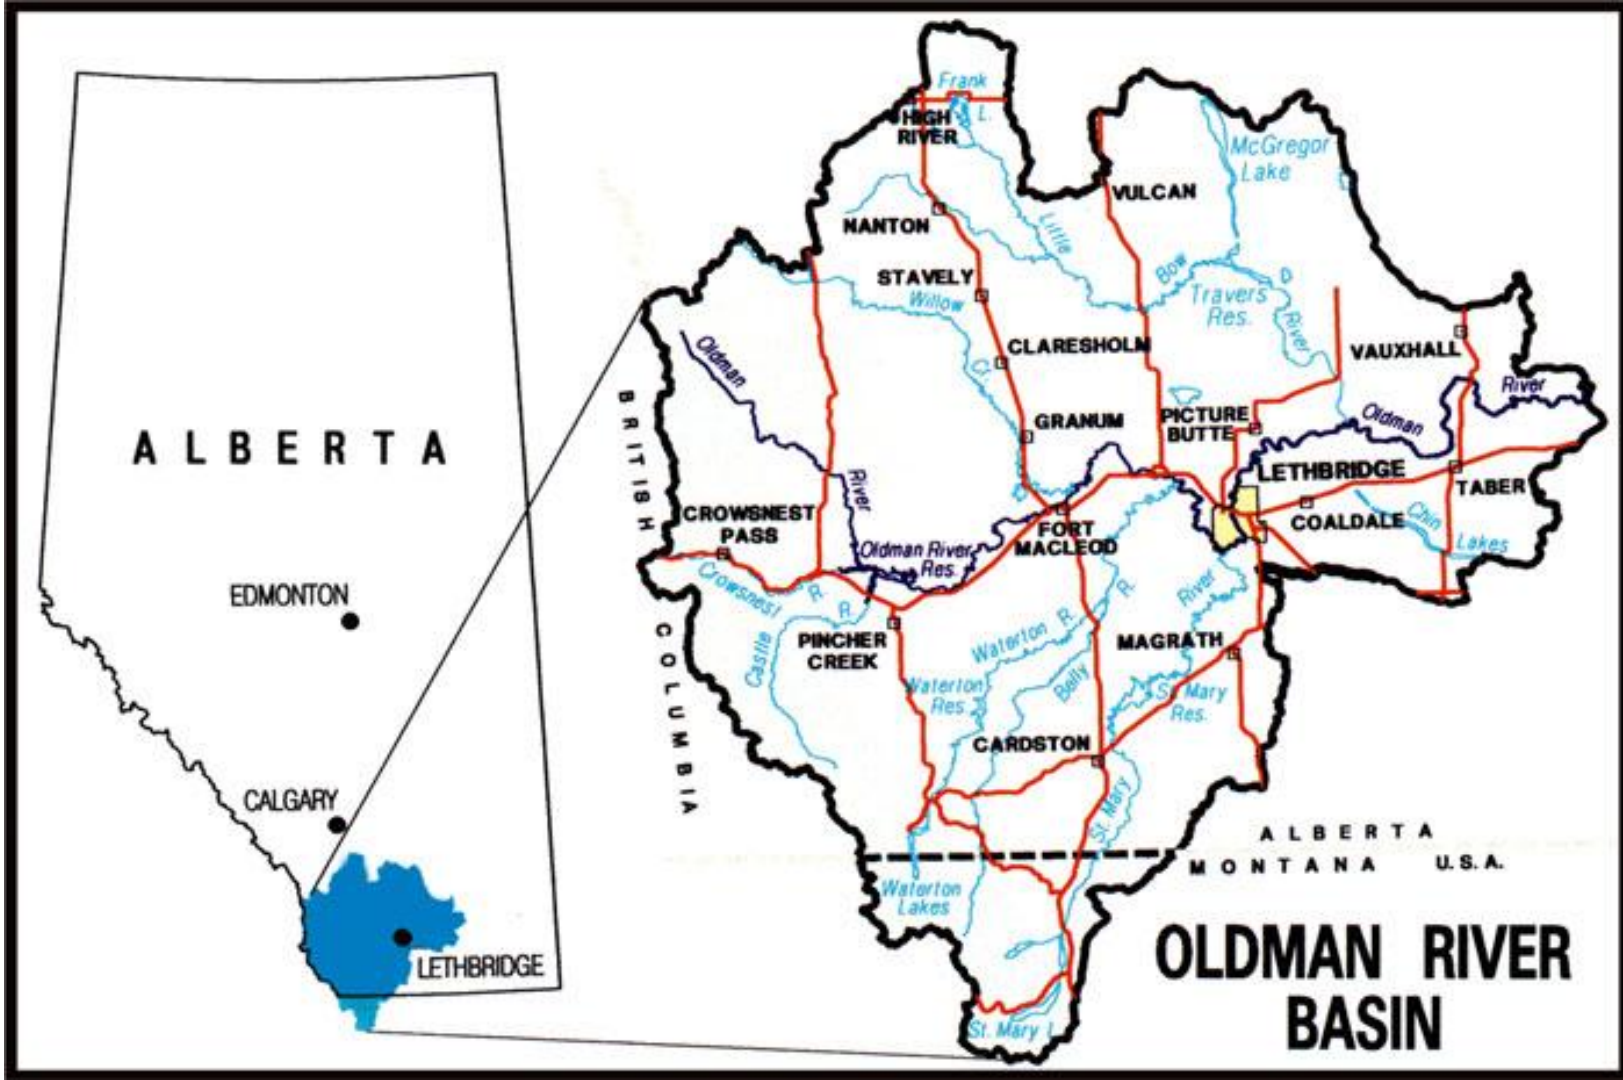 ALBERTA
EDMONTON
CALGARY
LETHBRIDGE
Frank
L.
HIGH
RIVER
McGregor
Lake
VULCAN
NANTON
Little
STAVELY
Bow
Willow
Travers
Res.
River
CLARESHOLM
Cr.
VAUXHALL
Oldman
River
BRITISH
GRANUM
PICTURE
BUTTE
Oldman
LETHBRIDGE
River
TABER
CROWSNEST
PASS
COALDALE
Chin
Lakes
FORT
MACLEOD
Oldman River
Res.
Crowsnest
R.
R.
Castle
R.
River
COLUMBIA
PINCHER
CREEK
Waterton R.
MAGRATH
Belly
Waterton
Res.
St. Mary
Res.
CARDSTON
St. Mary
ALBERTA
MONTANA U.S.A.
Waterton
Lakes
OLDMAN RIVER
BASIN
St. Mary L.